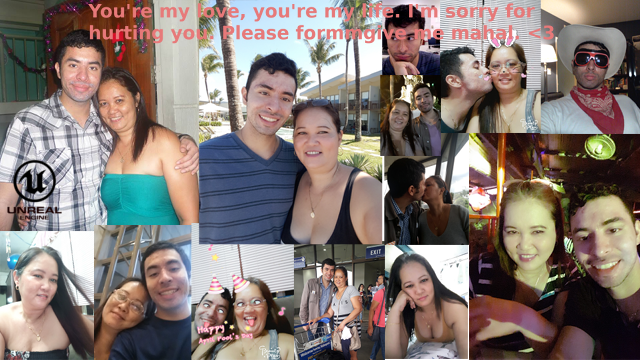 You're my love, you're my life. I'm sorry for
hurting you. Please formmgive me mahal. <3
UNREAL
ENGINE
Happy
April Fool's Day
EXIT